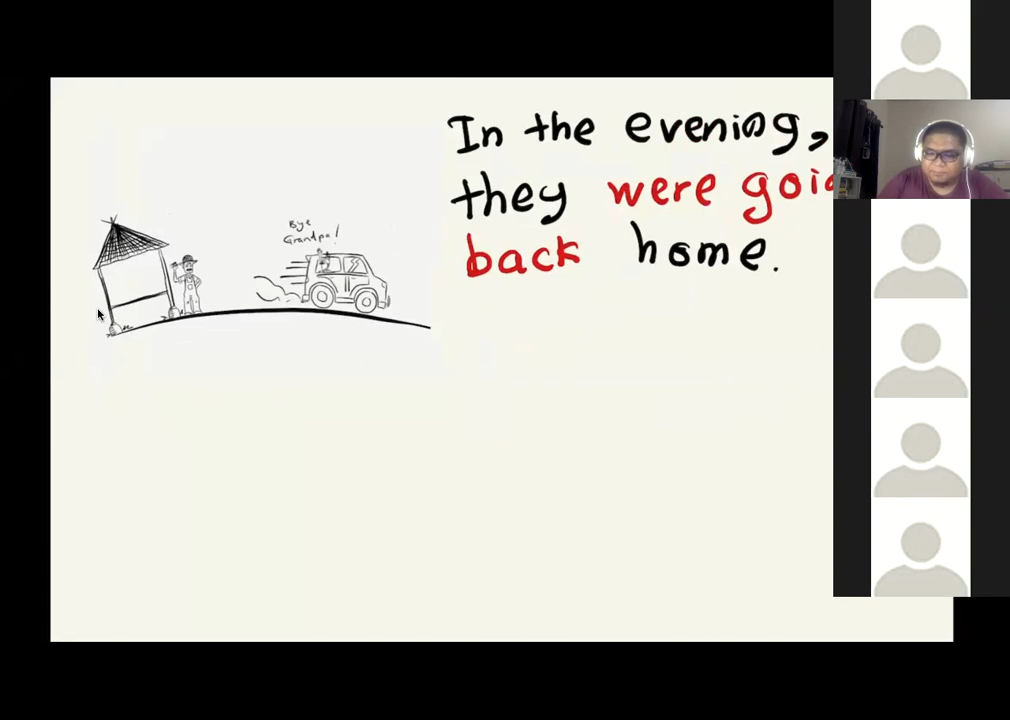 Bye
Grandpa!
In the evening,
they were goi
back home.